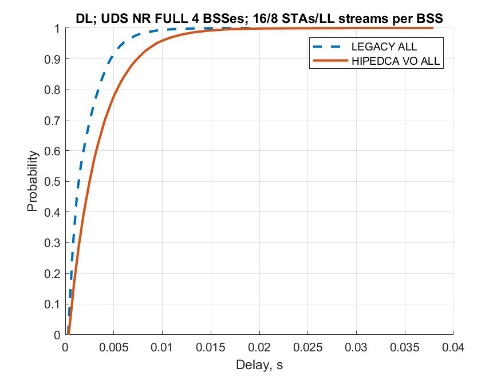 DL; UDS NR FULL 4 BSSes; 16/8 STAs/LL streams per BSS
LEGACY ALL
HIPEDCA VO ALL
Probability
1
0.9
0.8
0.7
0.6
0.5
0.4
0.3
0.2
0.1
0
0 0.005 0.01 0.015 0.02 0.025 0.03 0.035 0.04
Delay, s